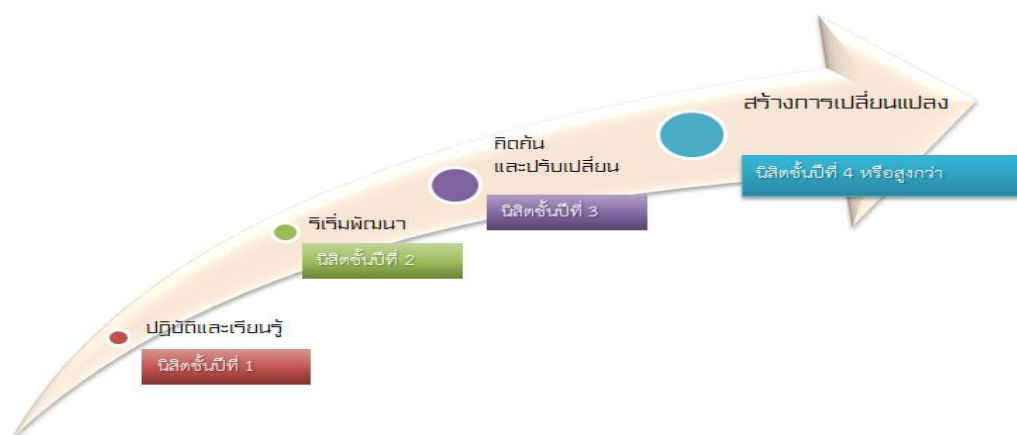 สร้างการเปลี่ยนแปลง
นิสิตชั้นปีที่ 4 หรือสูงกว่า
คิดค้น
และปรับเปลี่ยน
นิสิตชั้นปีที่ 3
ริเริ่มพัฒนา
นิสิตชั้นปีที่ 2
ปฏิบัติและเรียนรู้
นิสิตชั้นปีที่ 1